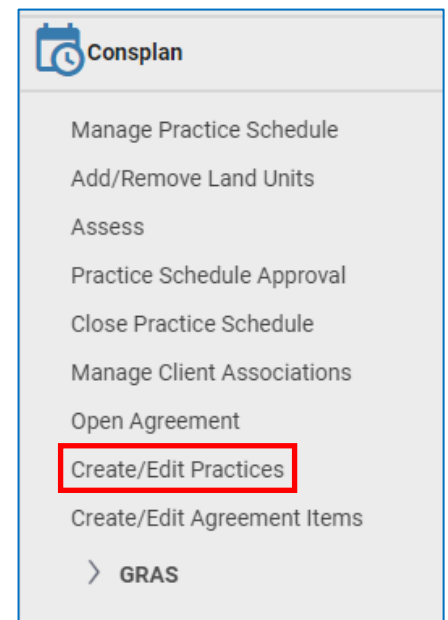 Consplan
Manage Practice Schedule
Add/Remove Land Units
Assess
Practice Schedule Approval
Close Practice Schedule
Manage Client Associations
Open Agreement
Create/Edit Practices
Create/Edit Agreement Items
GRAS